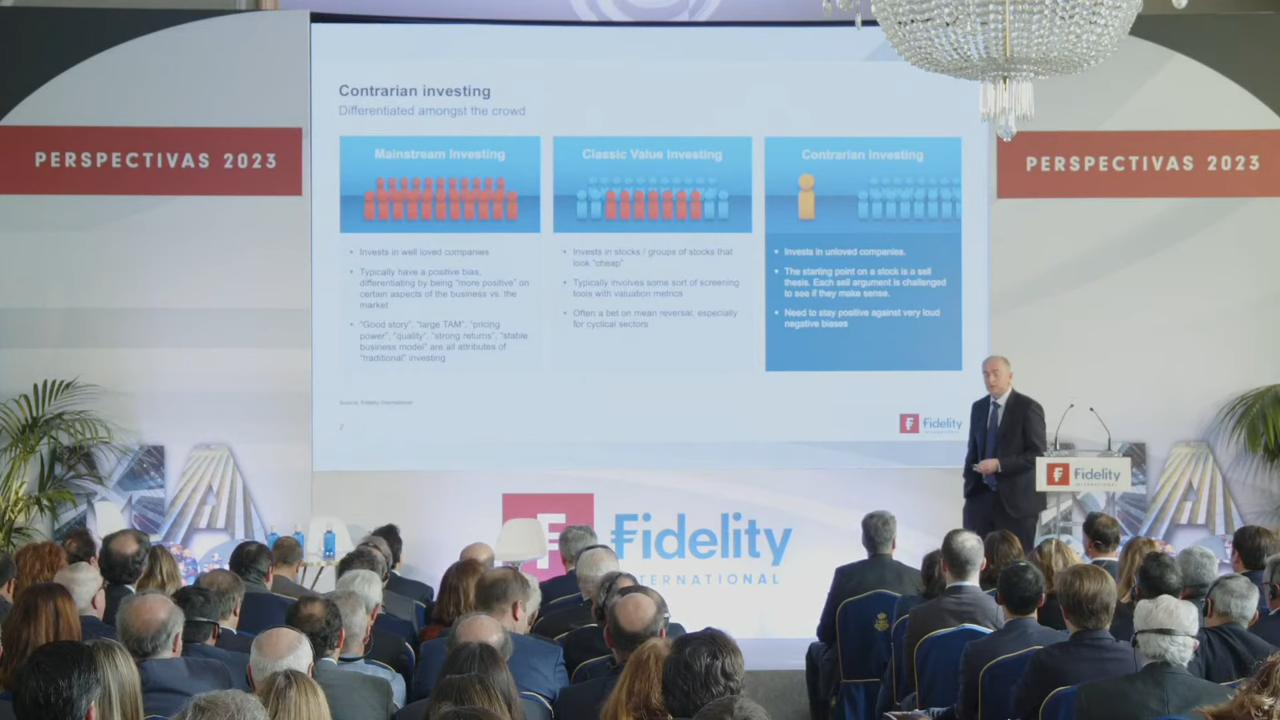 Contrarian investing
Differentiated amongst the crowd
PERSPECTIVAS 2023
PERSPECTIVAS 2023
Mainstream Investing
• Invests in well loved companies
• Typically have a positive bias,
differentiating by being "more positive" on
certain aspects of the business vs. the
market
• "Good story", "large TAM", "pricing
power", "quality", "strong returns", "stable
business model" are all attributes of
"traditional" investing
Classic Value Investing
• Invests in stocks / groups of stocks that
look "cheap"
• Typically involves some sort of screening
tools with valuation metrics
• Often a bet on mean reversal, especially
for cyclical sectors
Contrarian Investing
• Invests in unloved companies.
• The starting point on a stock is a sell
thesis. Each sell argument is challenged
to see if they make sense.
• Need to stay positive against very loud
negative biases
Source: Fidelity International
2
Fidelity
INTERNATIONAL
Fidelity
INTERNATIONAL
F
Fidelity
TERNATIONAL